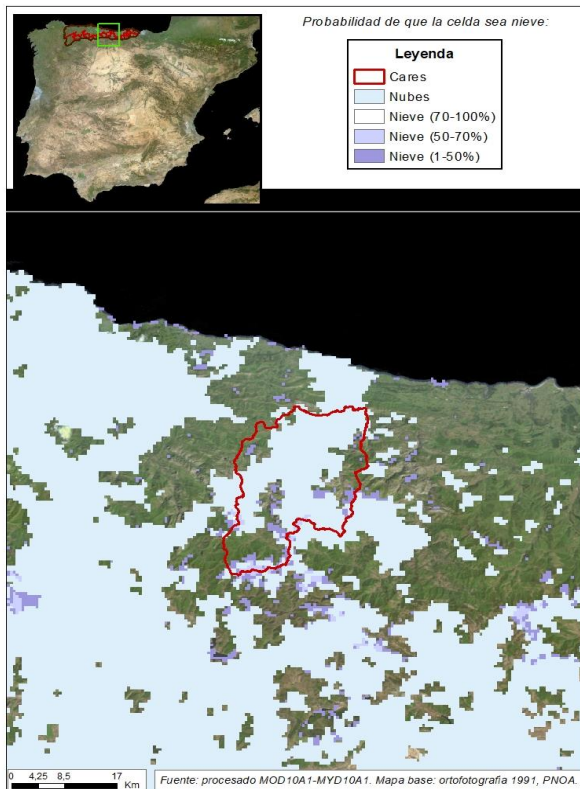 Probabilidad de que la celda sea nieve:
Leyenda
Cares
Nubes
Nieve (70-100%)
Nieve (50-70%)
Nieve (1-50%)
0 4,25 8,5 17
Km
Fuente: procesado MOD10A1-MYD10A1. Mapa base: ortofotografia 1991, PNOA.